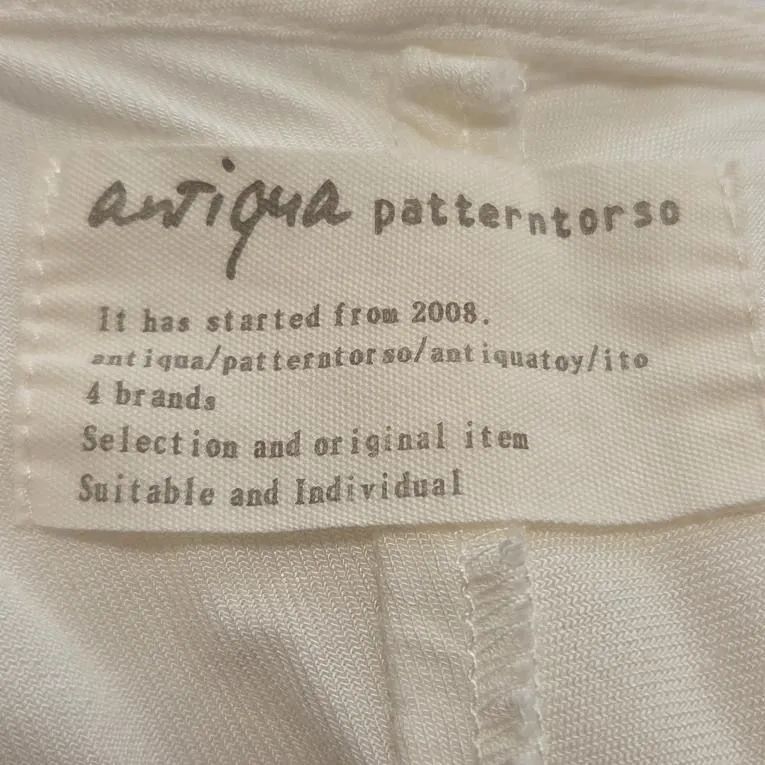 antiqua patterntorso
It has started from 2008.
antiqua/patterntorso/antiquatoy/ito
4 brands
Selection and original item
Suitable and Individual